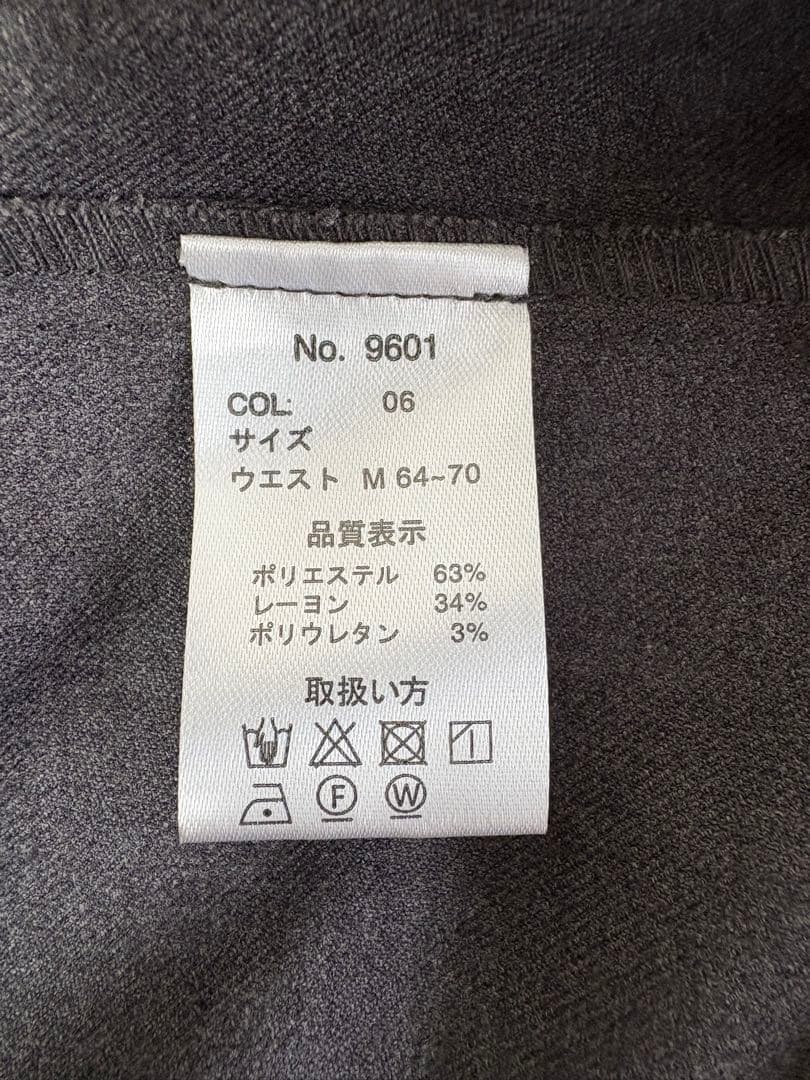 No. 9601
COL: 06
サイズ
ウエスト M 64~70
品質表示
ポリエステル 63%
レーヨン 34%
ポリウレタン 3%
取扱い方
F W